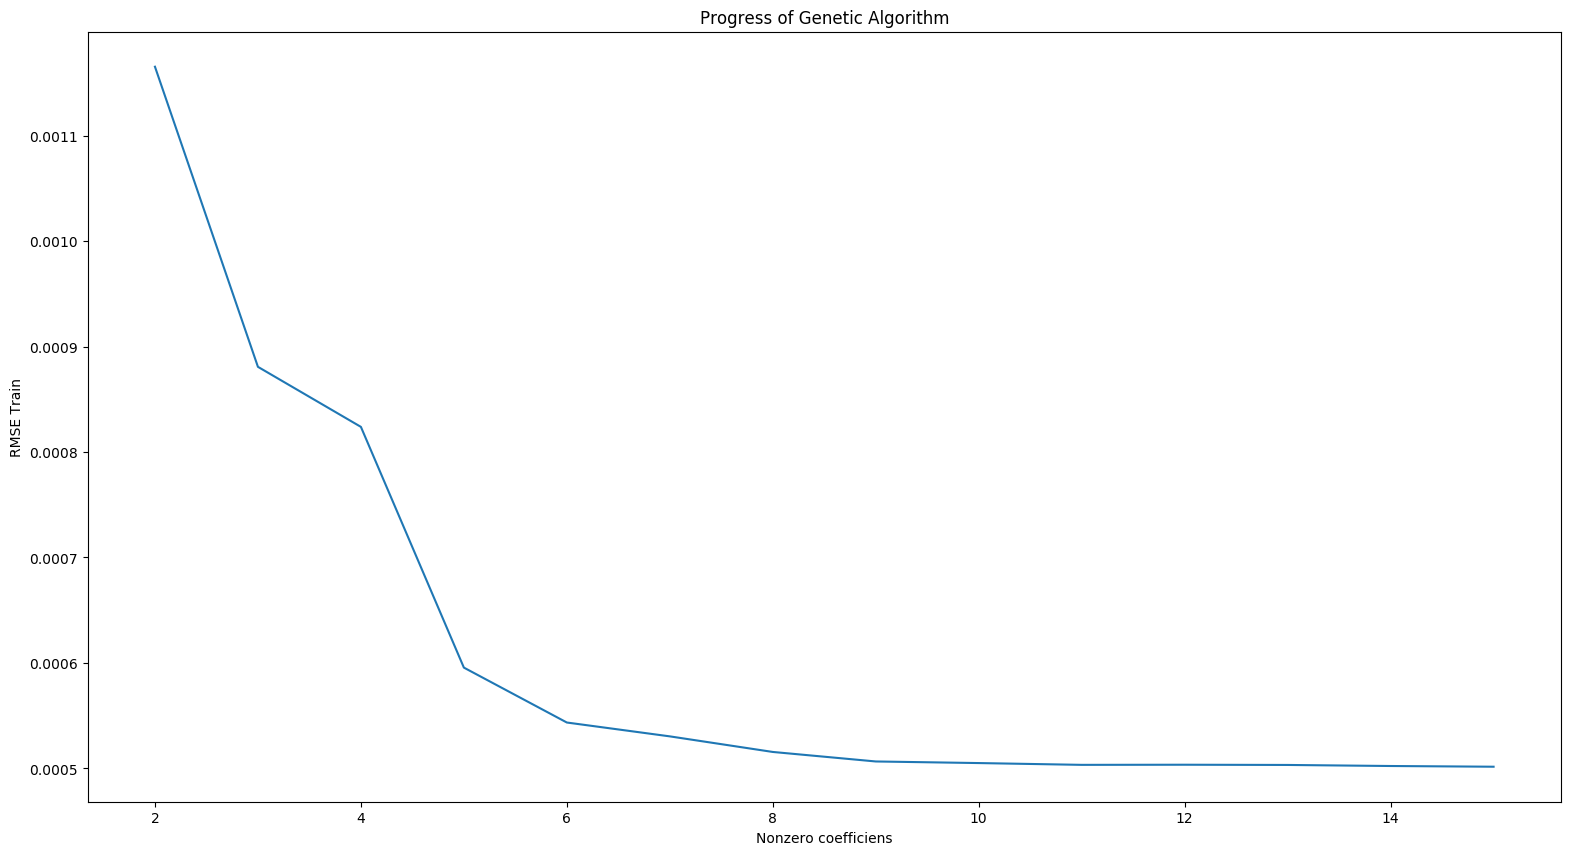 Progress of Genetic Algorithm
0.0011
0.0010
0.0009
0.0008
0.0007
0.0006
0.0005
RMSE Train
2 4 6 8 10 12 14
Nonzero coefficiens